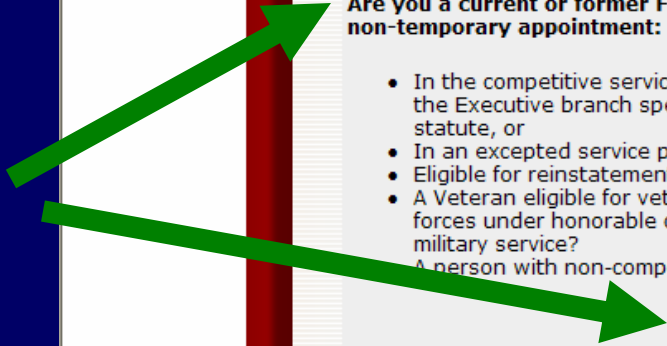 Are you a current or former F
non-temporary appointment:
• In the competitive servic
the Executive branch spe
statute, or
• In an excepted service p
• Eligible for reinstatemen
• A Veteran eligible for vet
forces under honorable c
military service?
A person with non-comp